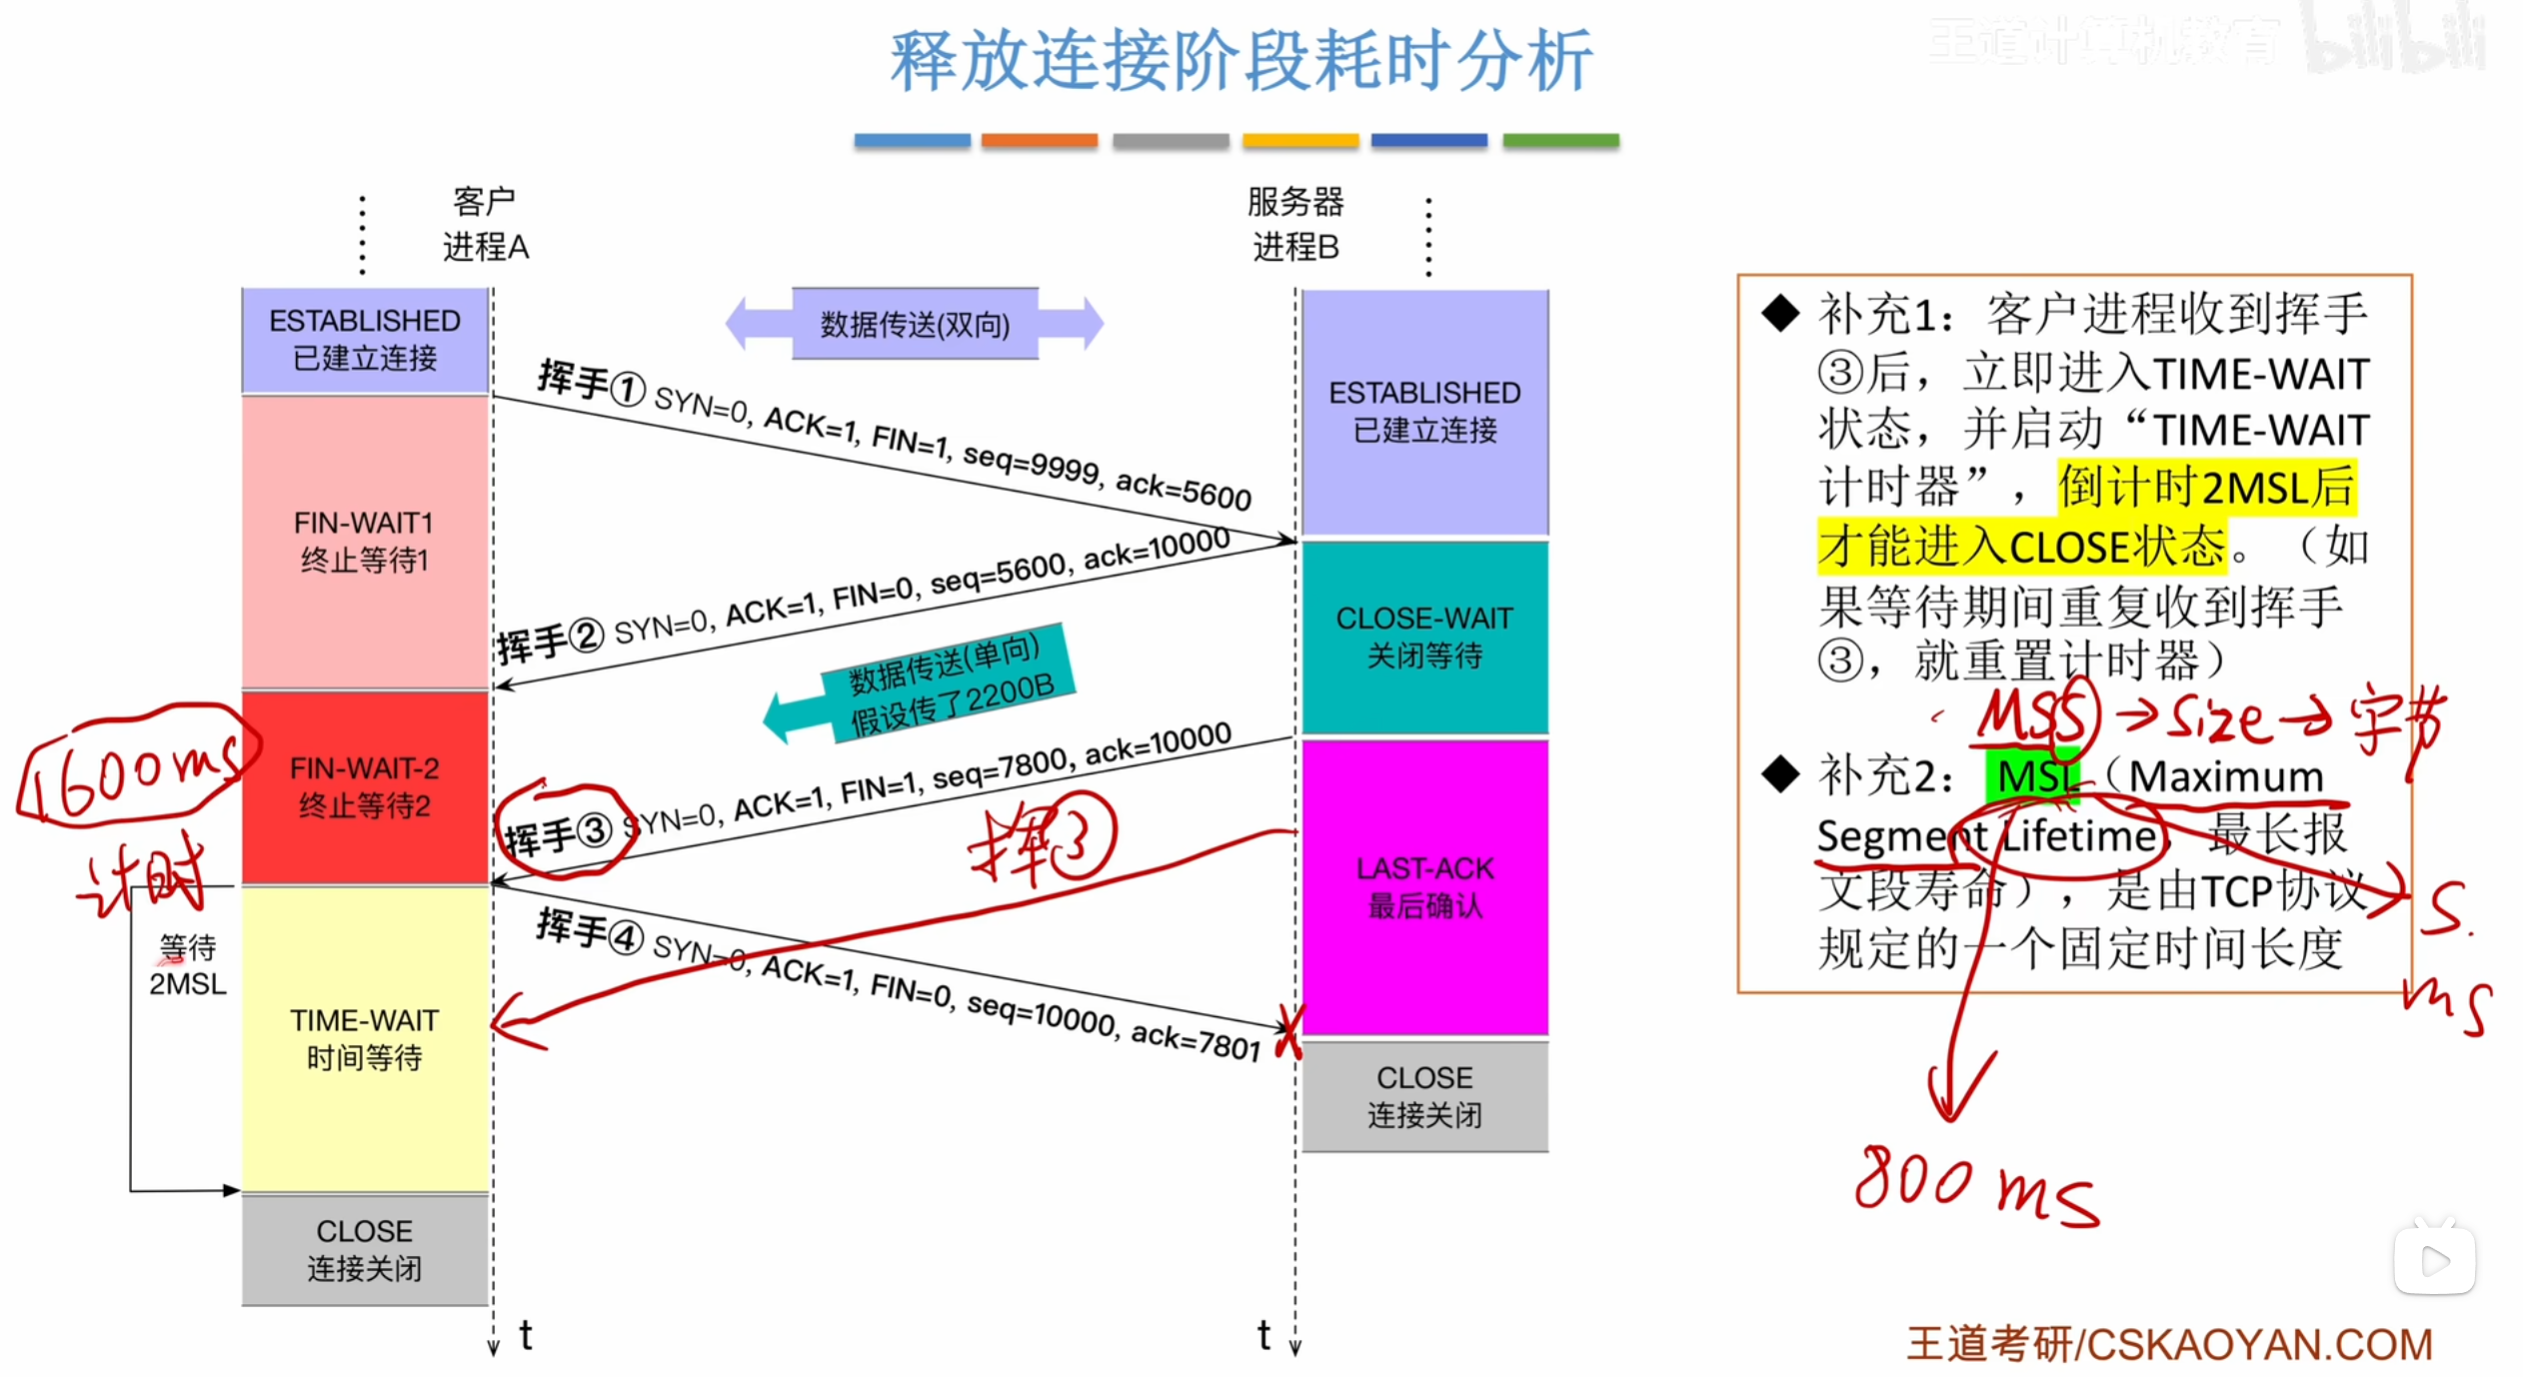 释放连接阶段耗时分析
王道计算机教育
bilibili
客户
进程A
服务器
进程B
数据传送(双向)
ESTABLISHED
已建立连接
FIN-WAIT1
终止等待1
FIN-WAIT-2
终止等待2
TIME-WAIT
时间等待
CLOSE
连接关闭
1600ms
计时
等待
2MSL
挥手① SYN=0, ACK=1, FIN=1, seq=9999, ack=5600
挥手② SYN=0, ACK=1, FIN=0, seq=5600, ack=10000
数据传送(单向)
假设传了2200B
挥手③ SYN=0, ACK=1, FIN=1, seq=7800, ack=10000
挥③
挥手④ SYN=0, ACK=1, FIN=0, seq=10000, ack=7801
t
t
ESTABLISHED
已建立连接
CLOSE-WAIT
关闭等待
LAST-ACK
最后确认
CLOSE
连接关闭
◆ 补充1：客户进程收到挥手
③后，立即进入TIME-WAIT
状态，并启动“TIME-WAIT
计时器”，倒计时2MSL后
才能进入CLOSE状态。（如
果等待期间重复收到挥手
③，就重置计时器）
MSS→Size→字节
◆ 补充2： MSL（Maximum
Segment Lifetime，最长报
文段寿命），是由TCP协议
规定的一个固定时间长度
s.
ms
800ms
王道考研/CSKAOYAN.COM